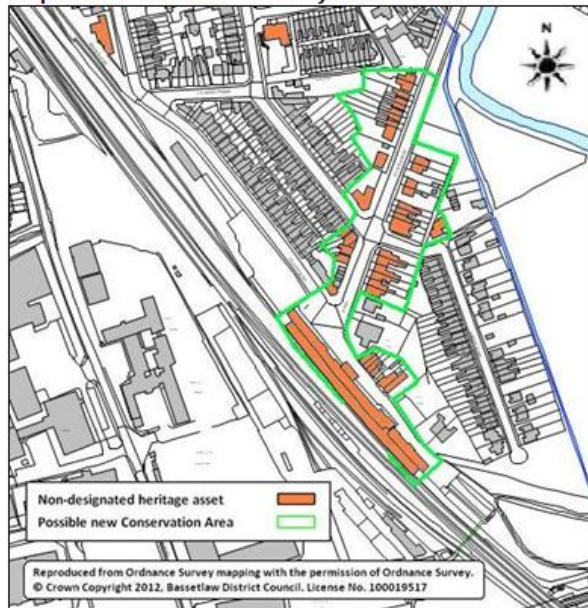 N
Non-designated heritage asset
Possible new Conservation Area
Reproduced from Ordnance Survey mapping with the permission of Ordnance Survey.
© Crown Copyright 2012, Bassetlaw District Council. License No. 100019517